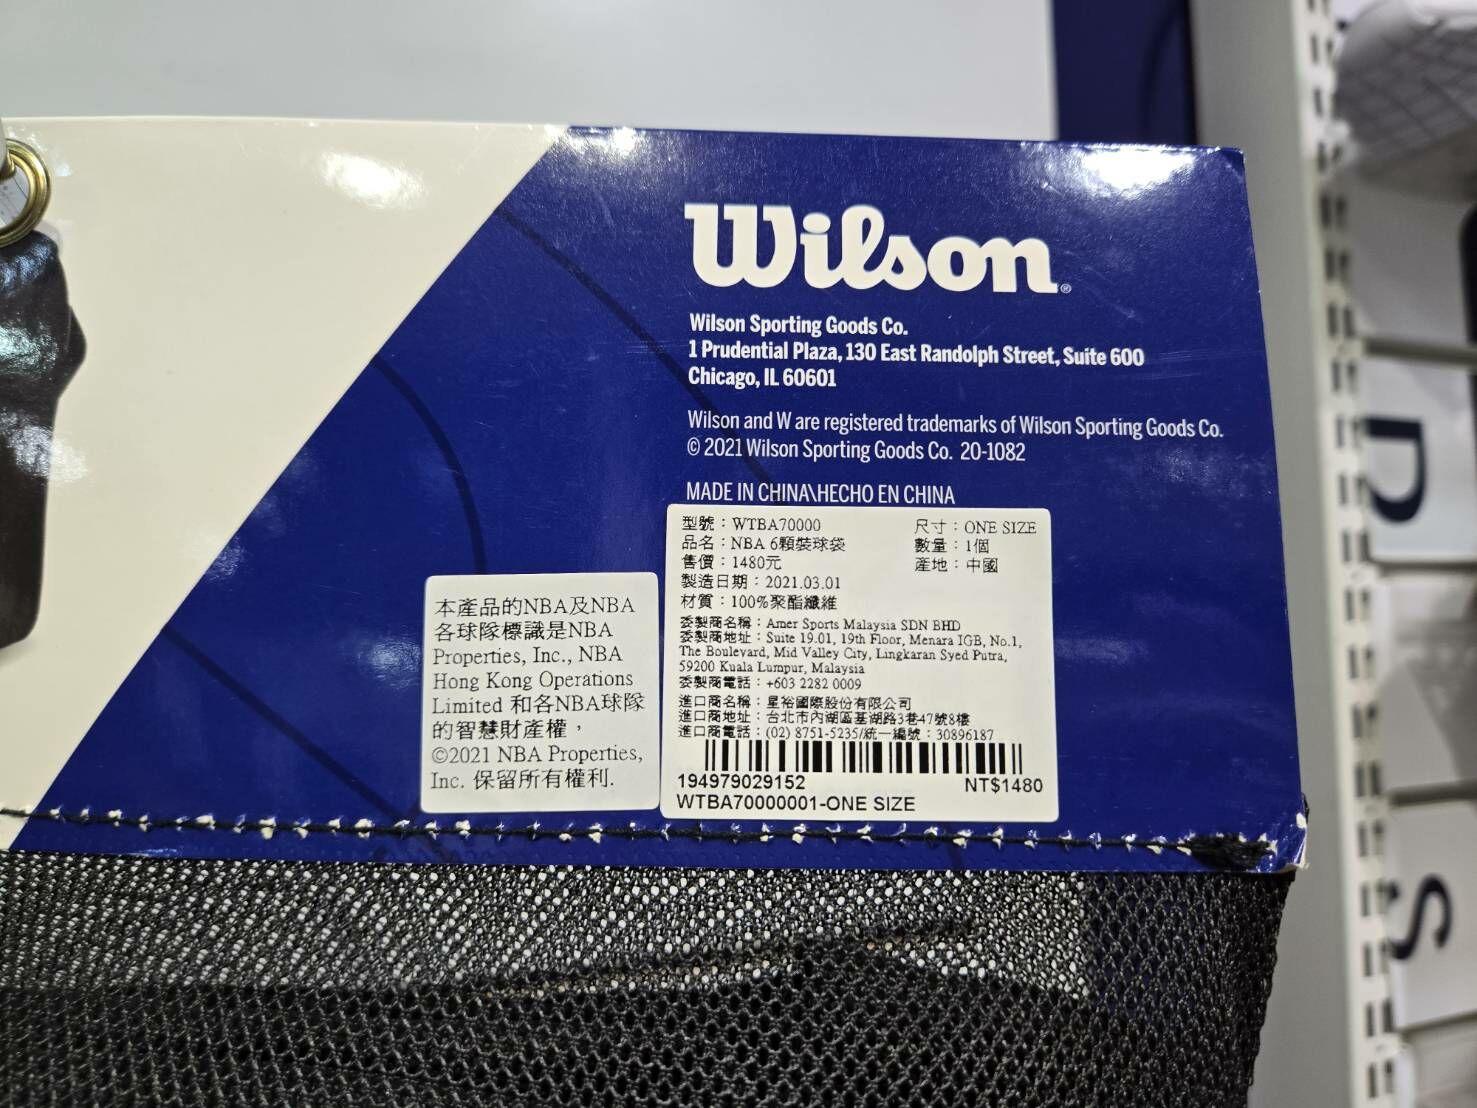 Wilson®
Wilson Sporting Goods Co.
1 Prudential Plaza, 130 East Randolph Street, Suite 600
Chicago, IL 60601
Wilson and W are registered trademarks of Wilson Sporting Goods Co.
© 2021 Wilson Sporting Goods Co. 20-1082
MADE IN CHINA\HECHO EN CHINA
本產品的NBA及NBA
各球隊標識是NBA
Properties, Inc., NBA
Hong Kong Operations
Limited 和各NBA球隊
的智慧財產權，
©2021 NBA Properties,
Inc. 保留所有權利.
型號：WTBA70000 尺寸：ONE SIZE
品名：NBA 6顆裝球袋 數量：1個
售價：1480元 產地：中國
製造日期：2021.03.01
材質：100%聚酯纖維
委製商名稱：Amer Sports Malaysia SDN BHD
委製商地址：Suite 19.01, 19th Floor, Menara IGB, No.1,
The Boulevard, Mid Valley City, Lingkaran Syed Putra,
59200 Kuala Lumpur, Malaysia
委製商電話：+603 2282 0009
進口商名稱：星裕國際股份有限公司
進口商地址：台北市內湖區基湖路3巷47號8樓
進口商電話：(02) 8751-5235/統一編號：30896187
194979029152 NT$1480
WTBA70000001-ONE SIZE
D
S